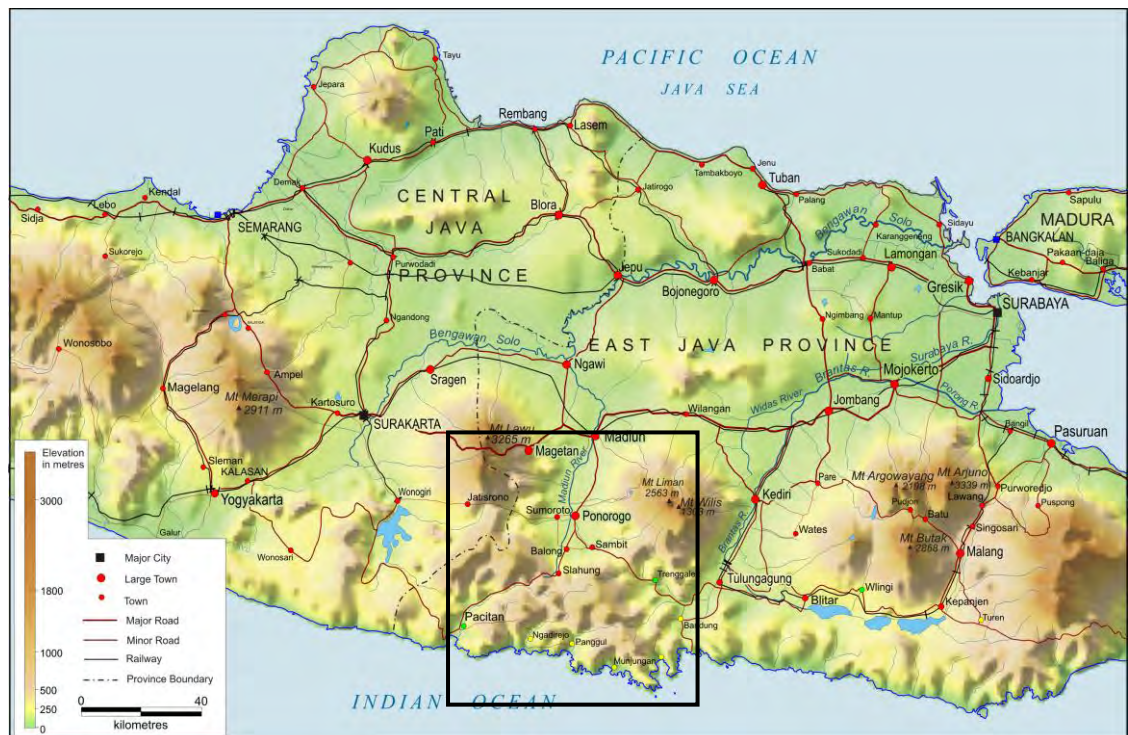 PACIFIC OCEAN
JAVA SEA
Tayu
Jepara
Rembang
Lasem
Pati
Kudus
Jenu
Tambakboyo
Tuban
Demak
CENTRAL
JAVA
PROVINCE
Jatirogo
Palang
Sapulu
Kendal
Lebo
Sidja
SEMARANG
Blora
Bengawan Solo
Sidayu
Karanggeneng
MADURA
BANGKALAN
Sukorejo
Purwodadi
Jepu
Sukodadi
Babat
Lamongan
Pakaan-daja
Baliga
Kebanjar
Bojonegoro
Gresik
SURABAYA
Ngandong
Ngimbang
Mantup
Wonosobo
Bengawan Solo
EAST JAVA PROVINCE
Surabaya R.
Ampel
Sragen
Ngawi
Brantas R.
Mojokerto
Sidoardjo
Magelang
Mt Merapi
2911 m
Kartosuro
SURAKARTA
Wilangan
Widas River
Jombang
Porong R.
Mt Lawu
3265 m
Madiun
Bangil
Pasuruan
Magetan
Sleman
KALASAN
Yogyakarta
Madiun River
Mt Liman
2563 m
Mt Wilis
Pare
Mt Argowayang
2198 m
Mt Arjuno
3339 m
Wonogiri
Jatisrono
Sumoroto
Ponorogo
Kediri
Pudjon
Batu
Lawang
Purworedjo
Puspong
Galur
Wonosari
Balong
Sambit
Brantas R.
Wates
Singosari
Mt Butak
2868 m
Malang
Slahung
Trenggale
Tulungagung
Wlingi
Blitar
Kepanjen
Turen
Pacitan
Ngadirejo
Panggul
Bandung
Munjungan
INDIAN OCEAN
Elevation
in metres
3000
1800
1000
500
250
0
Major City
Large Town
Town
Major Road
Minor Road
Railway
Province Boundary
0 40
kilometres